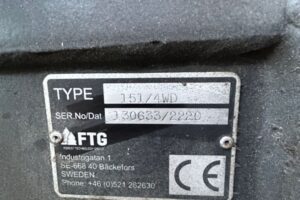 TYPE 151/4WD
SER.No/Dat 130633/2220
FTG
Industrigatan 1
SE-668 40 Bäckefors
SWEDEN
Phone: +46 (0)521 262630
CE